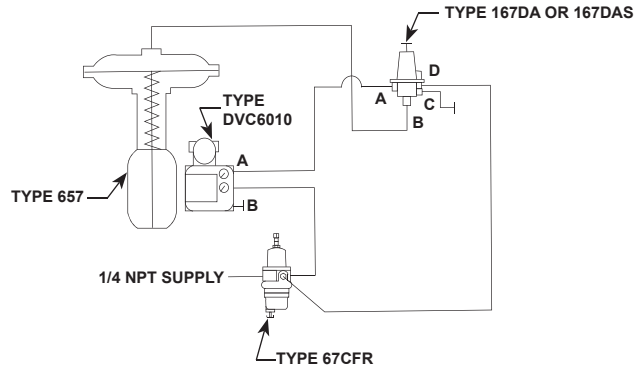 TYPE 167DA OR 167DAS
D
A
C
B
TYPE
DVC6010
A
B
TYPE 657
1/4 NPT SUPPLY
TYPE 67CFR